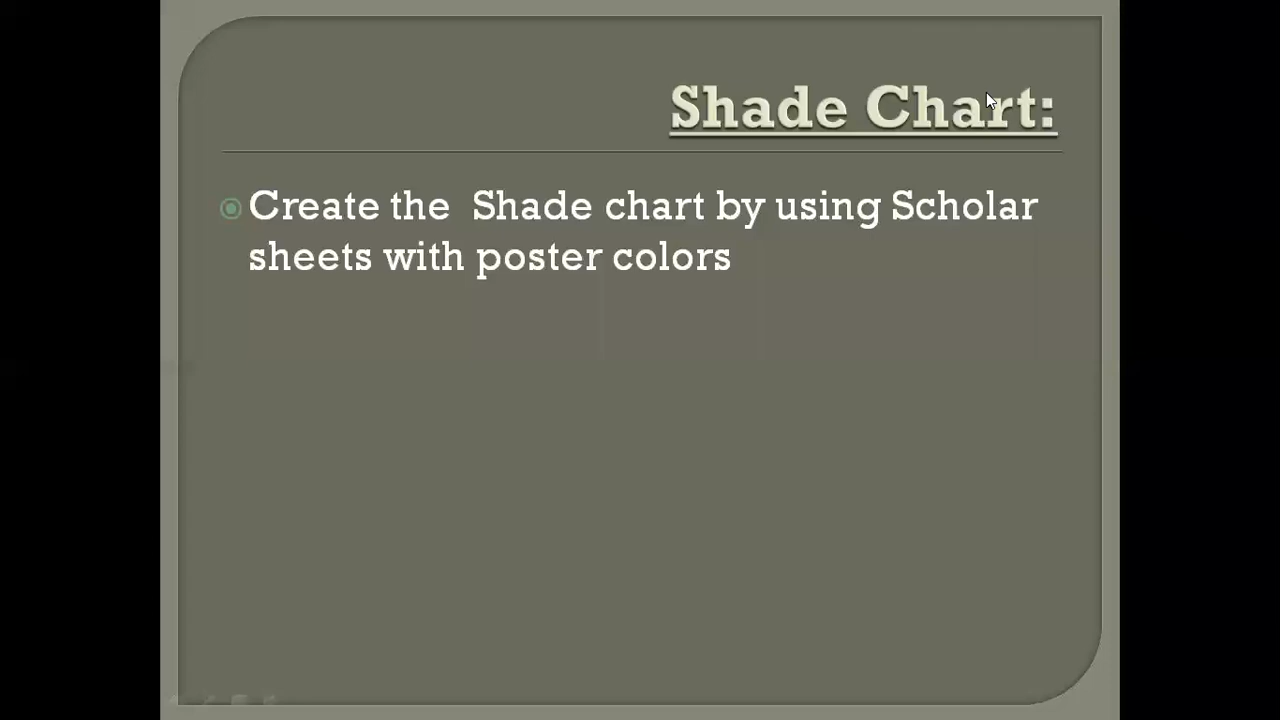 Shade Chart:
Create the  Shade chart by using Scholar
sheets with poster colors